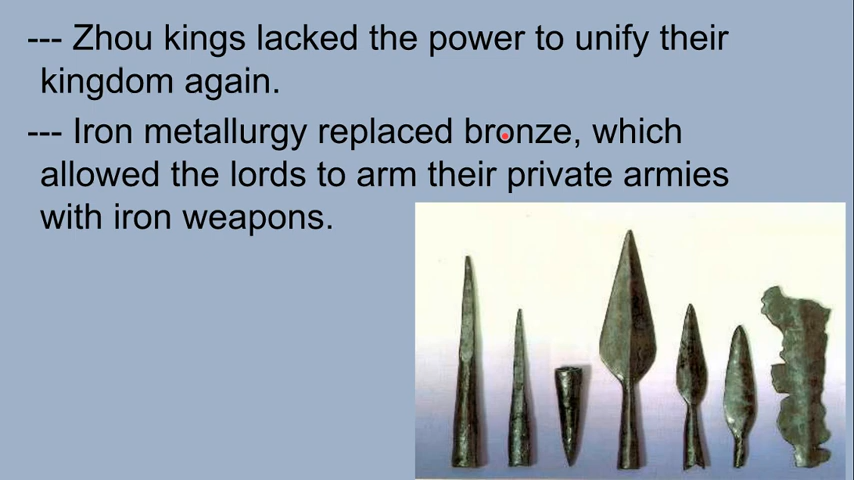 --- Zhou kings lacked the power to unify their
kingdom again.
--- Iron metallurgy replaced bronze, which
allowed the lords to arm their private armies
with iron weapons.